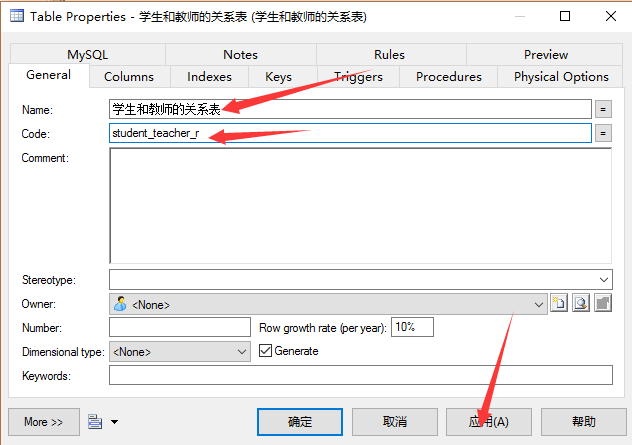 Table Properties - 学生和教师的关系表 (学生和教师的关系表)
MySQL Notes Rules Preview
General Columns Indexes Keys Triggers Procedures Physical Options
Name: 学生和教师的关系表 =
Code: student_teacher_r =
Comment:
Stereotype:
Owner: <None>
Number: Row growth rate (per year): 10%
Dimensional type: <None> Generate
Keywords:
More >> 确定 取消 应用(A) 帮助